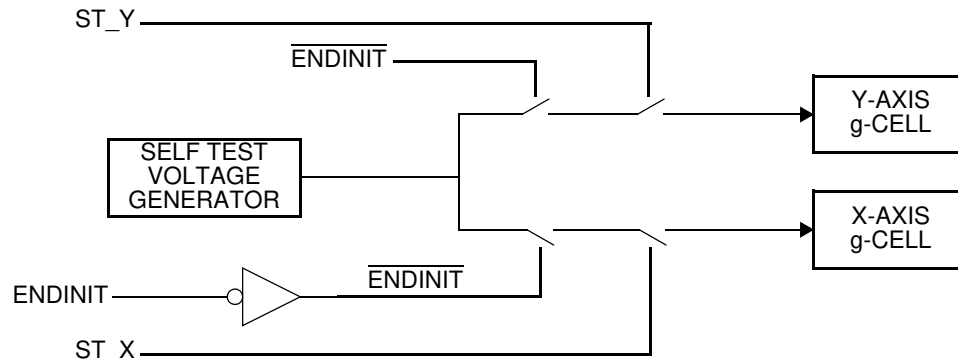 ST_Y
ENDINIT
Y-AXIS
g-CELL
SELF TEST
VOLTAGE
GENERATOR
X-AXIS
g-CELL
ENDINIT
ENDINIT
ST_X